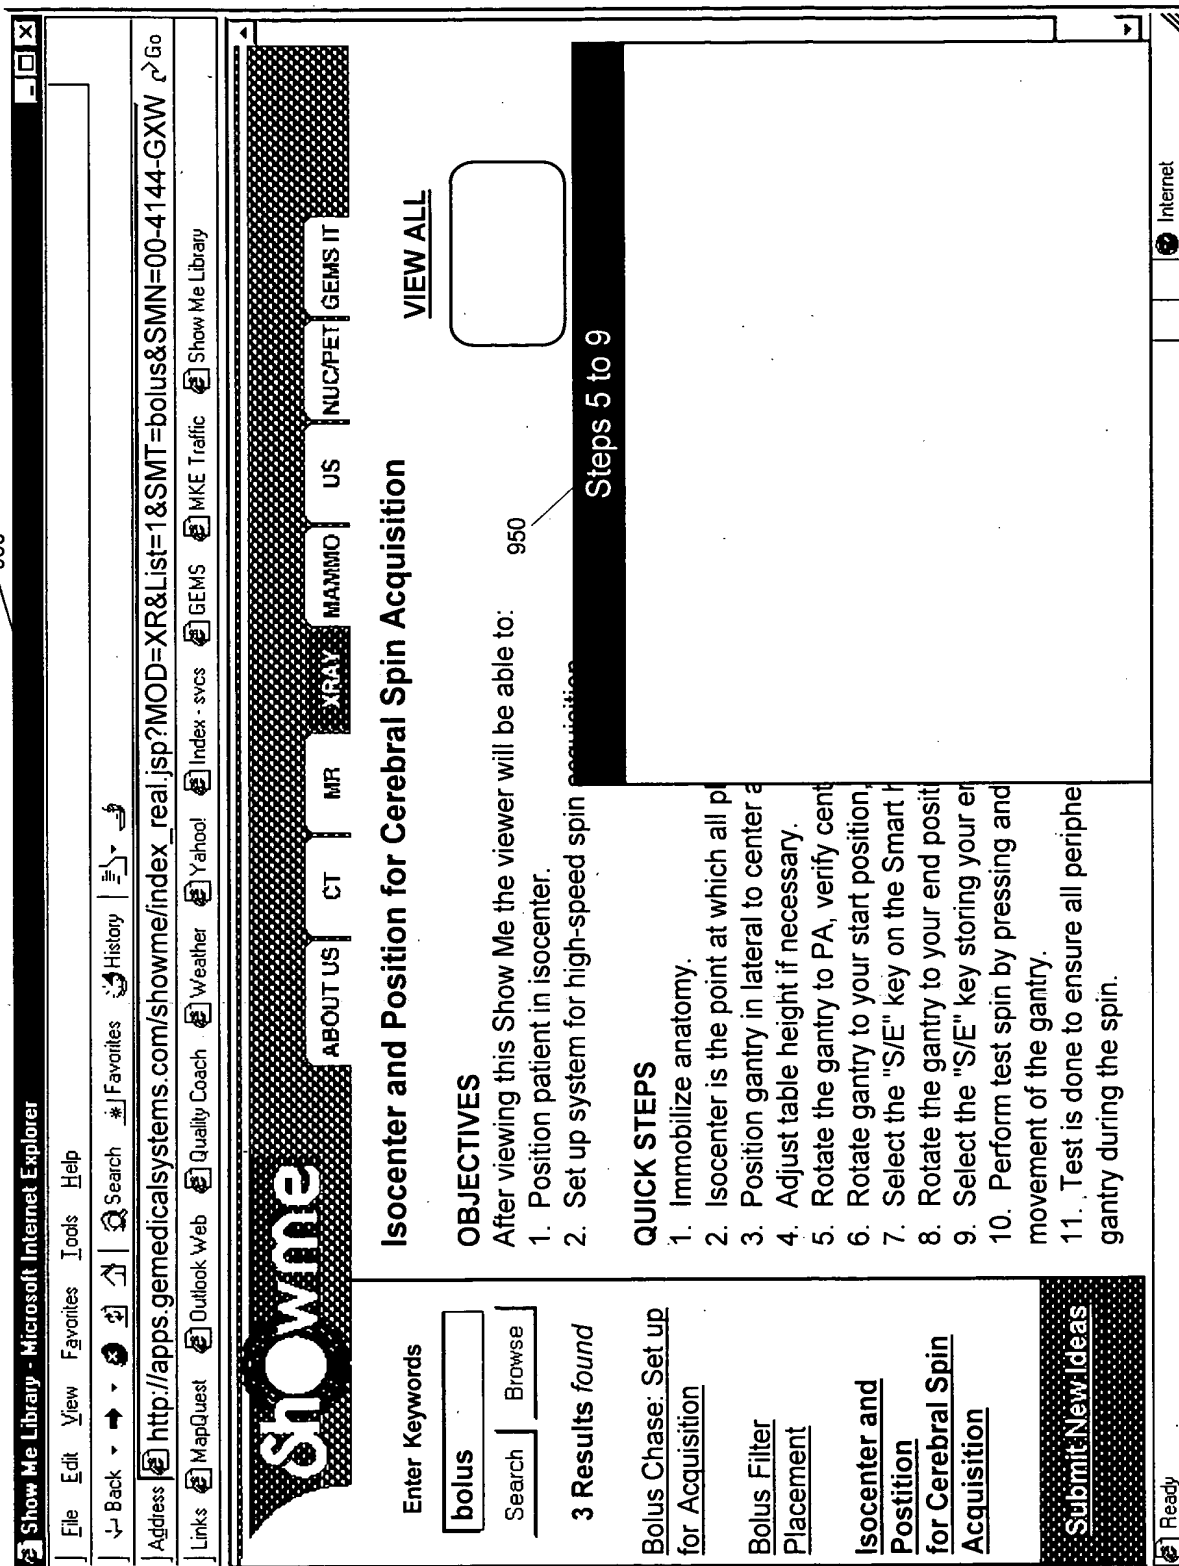 Show Me Library - Microsoft Internet Explorer
File Edit View Favorites Tools Help
Back Search Favorites History
Address http://apps.gemedicalsystems.com/showme/index_real.jsp?MOD=XR&List=1&SMT=bolus&SMN=00-4144-GXW Go
Links MapQuest Outlook Web Quality Coach Weather Yahoo! Index - svcs GEMS MKE Traffic Show Me Library
Showme
ABOUT US CT MR XRAY MAMMO US NUC/PET GEMS IT
Enter Keywords
bolus
Search Browse
3 Results found
Bolus Chase: Set up
for Acquisition
Bolus Filter
Placement
Isocenter and
Postition
for Cerebral Spin
Acquisition
Submit New Ideas
Isocenter and Position for Cerebral Spin Acquisition
VIEW ALL
OBJECTIVES
After viewing this Show Me the viewer will be able to:
1. Position patient in isocenter.
2. Set up system for high-speed spin acquisition
950
Steps 5 to 9
QUICK STEPS
1. Immobilize anatomy.
2. Isocenter is the point at which all pl
3. Position gantry in lateral to center a
4. Adjust table height if necessary.
5. Rotate the gantry to PA, verify cent
6. Rotate gantry to your start position,
7. Select the "S/E" key on the Smart H
8. Rotate the gantry to your end positi
9. Select the "S/E" key storing your en
10. Perform test spin by pressing and
movement of the gantry.
11. Test is done to ensure all periphe
gantry during the spin.
Ready Internet